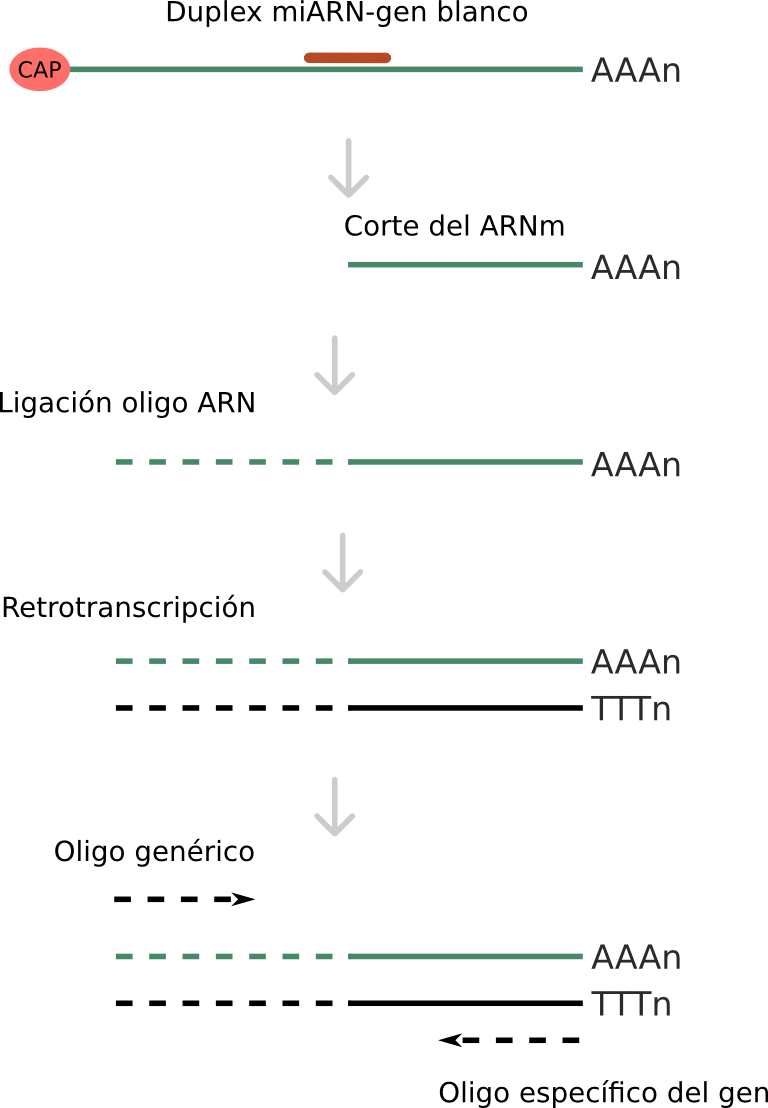 Duplex miARN-gen blanco
CAP
AAAn
Corte del ARNm
AAAn
Ligación oligo ARN
AAAn
Retrotranscripción
AAAn
TTTn
Oligo genérico
AAAn
TTTn
Oligo específico del gen